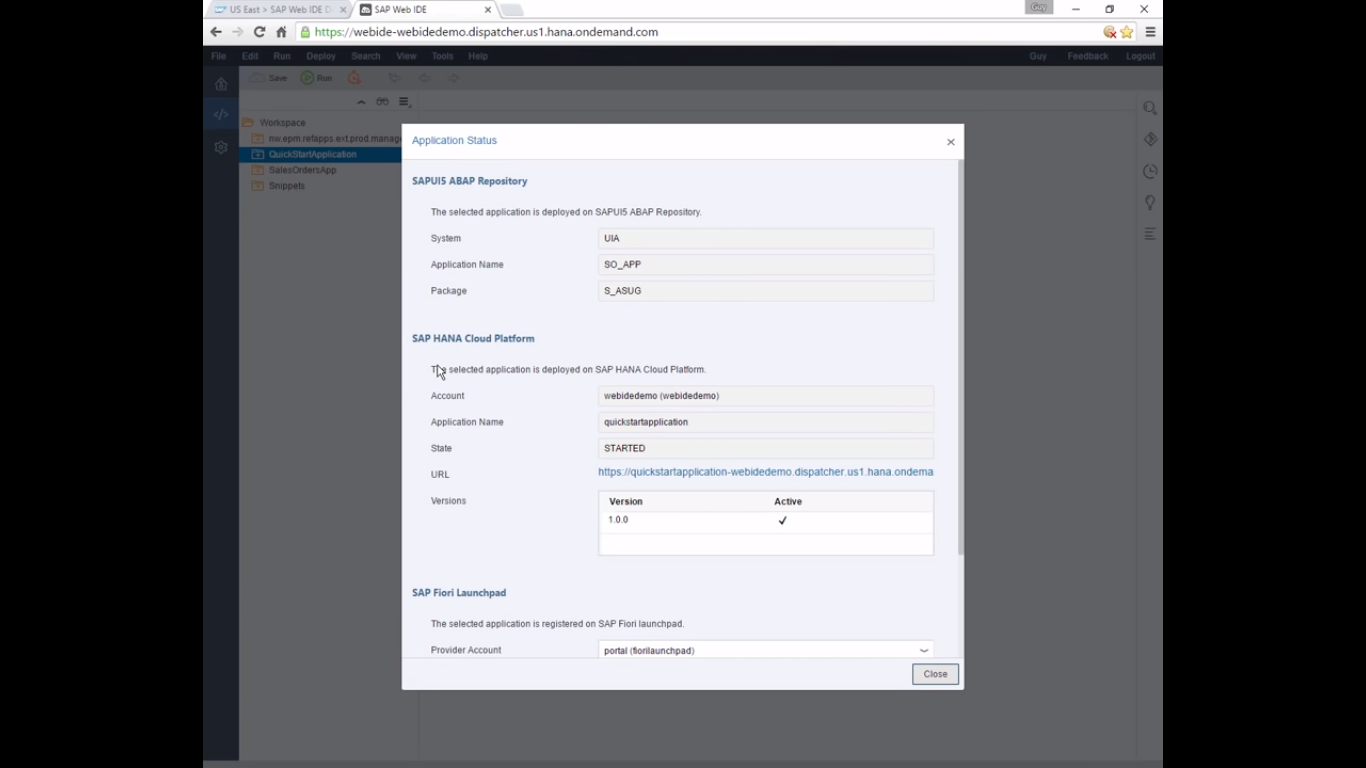 US East > SAP Web IDE D
SAP Web IDE
Guy
https://webide-webidedemo.dispatcher.us1.hana.ondemand.com
File Edit Run Deploy Search View Tools Help
Guy Feedback Logout
Save Run
Workspace
nw.epm.refapps.ext.prod.manage
QuickStartApplication
SalesOrdersApp
Snippets
Application Status
SAPUI5 ABAP Repository
The selected application is deployed on SAPUI5 ABAP Repository.
System UIA
Application Name SO_APP
Package S_ASUG
SAP HANA Cloud Platform
The selected application is deployed on SAP HANA Cloud Platform.
Account webidedemo (webidedemo)
Application Name quickstartapplication
State STARTED
URL https://quickstartapplication-webidedemo.dispatcher.us1.hana.ondema
Versions Version Active
1.0.0
SAP Fiori Launchpad
The selected application is registered on SAP Fiori launchpad.
Provider Account portal (fiorilaunchpad)
Close